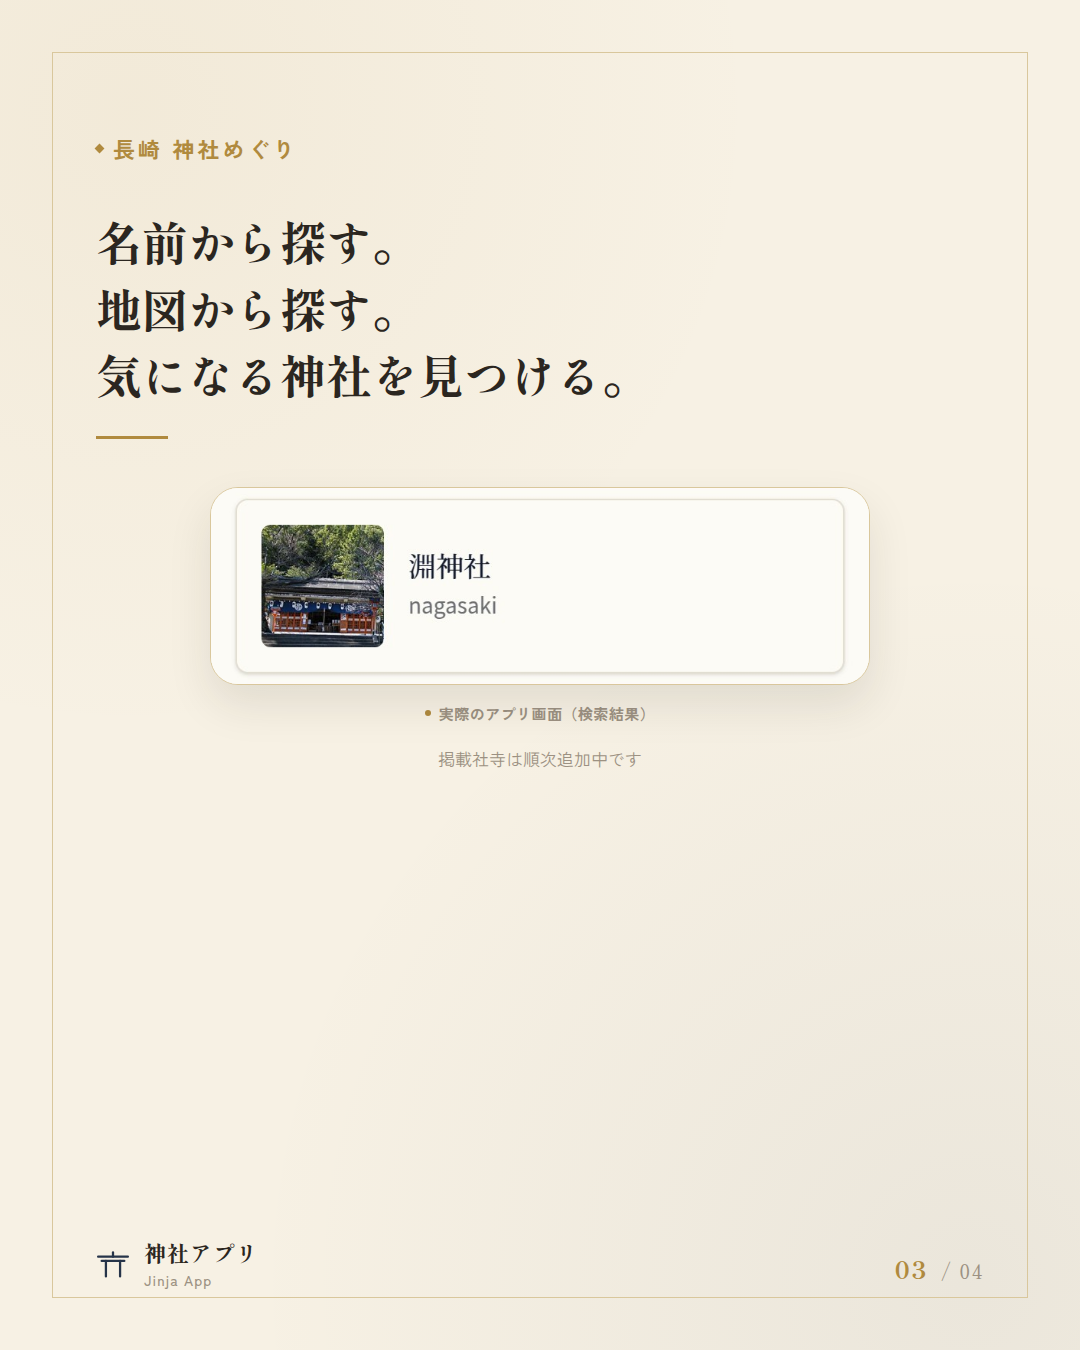 長崎 神社めぐり
名前から探す。
地図から探す。
気になる神社を見つける。
淵神社
nagasaki
実際のアプリ画面（検索結果）
掲載社寺は順次追加中です
神社アプリ
Jinja App
03 / 04